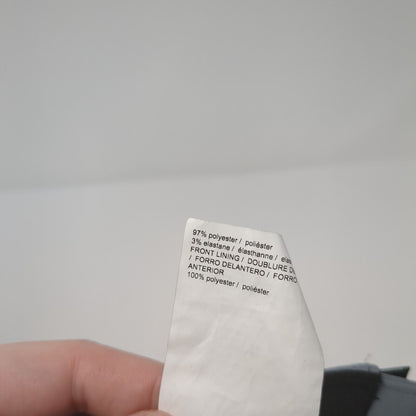 97% polyester / poliéster
3% elastane / élasthanne /
FRONT LINING / DOUBLURE
/ FORRO DELANTERO / FORRO
ANTERIOR
100% polyester / poliéster